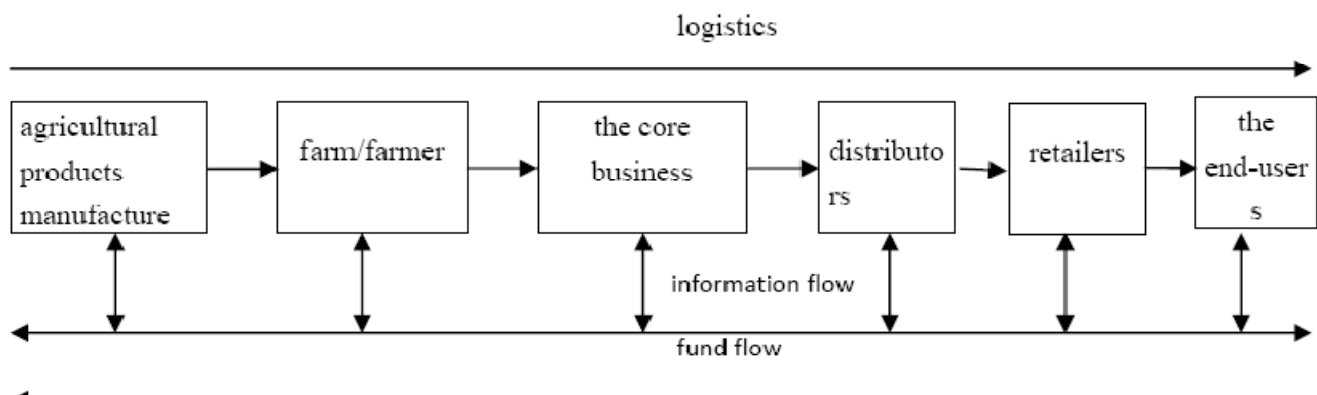 logistics
agricultural
products
manufacture
farm/farmer
the core
business
distributo
rs
retailers
the
end-user
s
information flow
fund flow